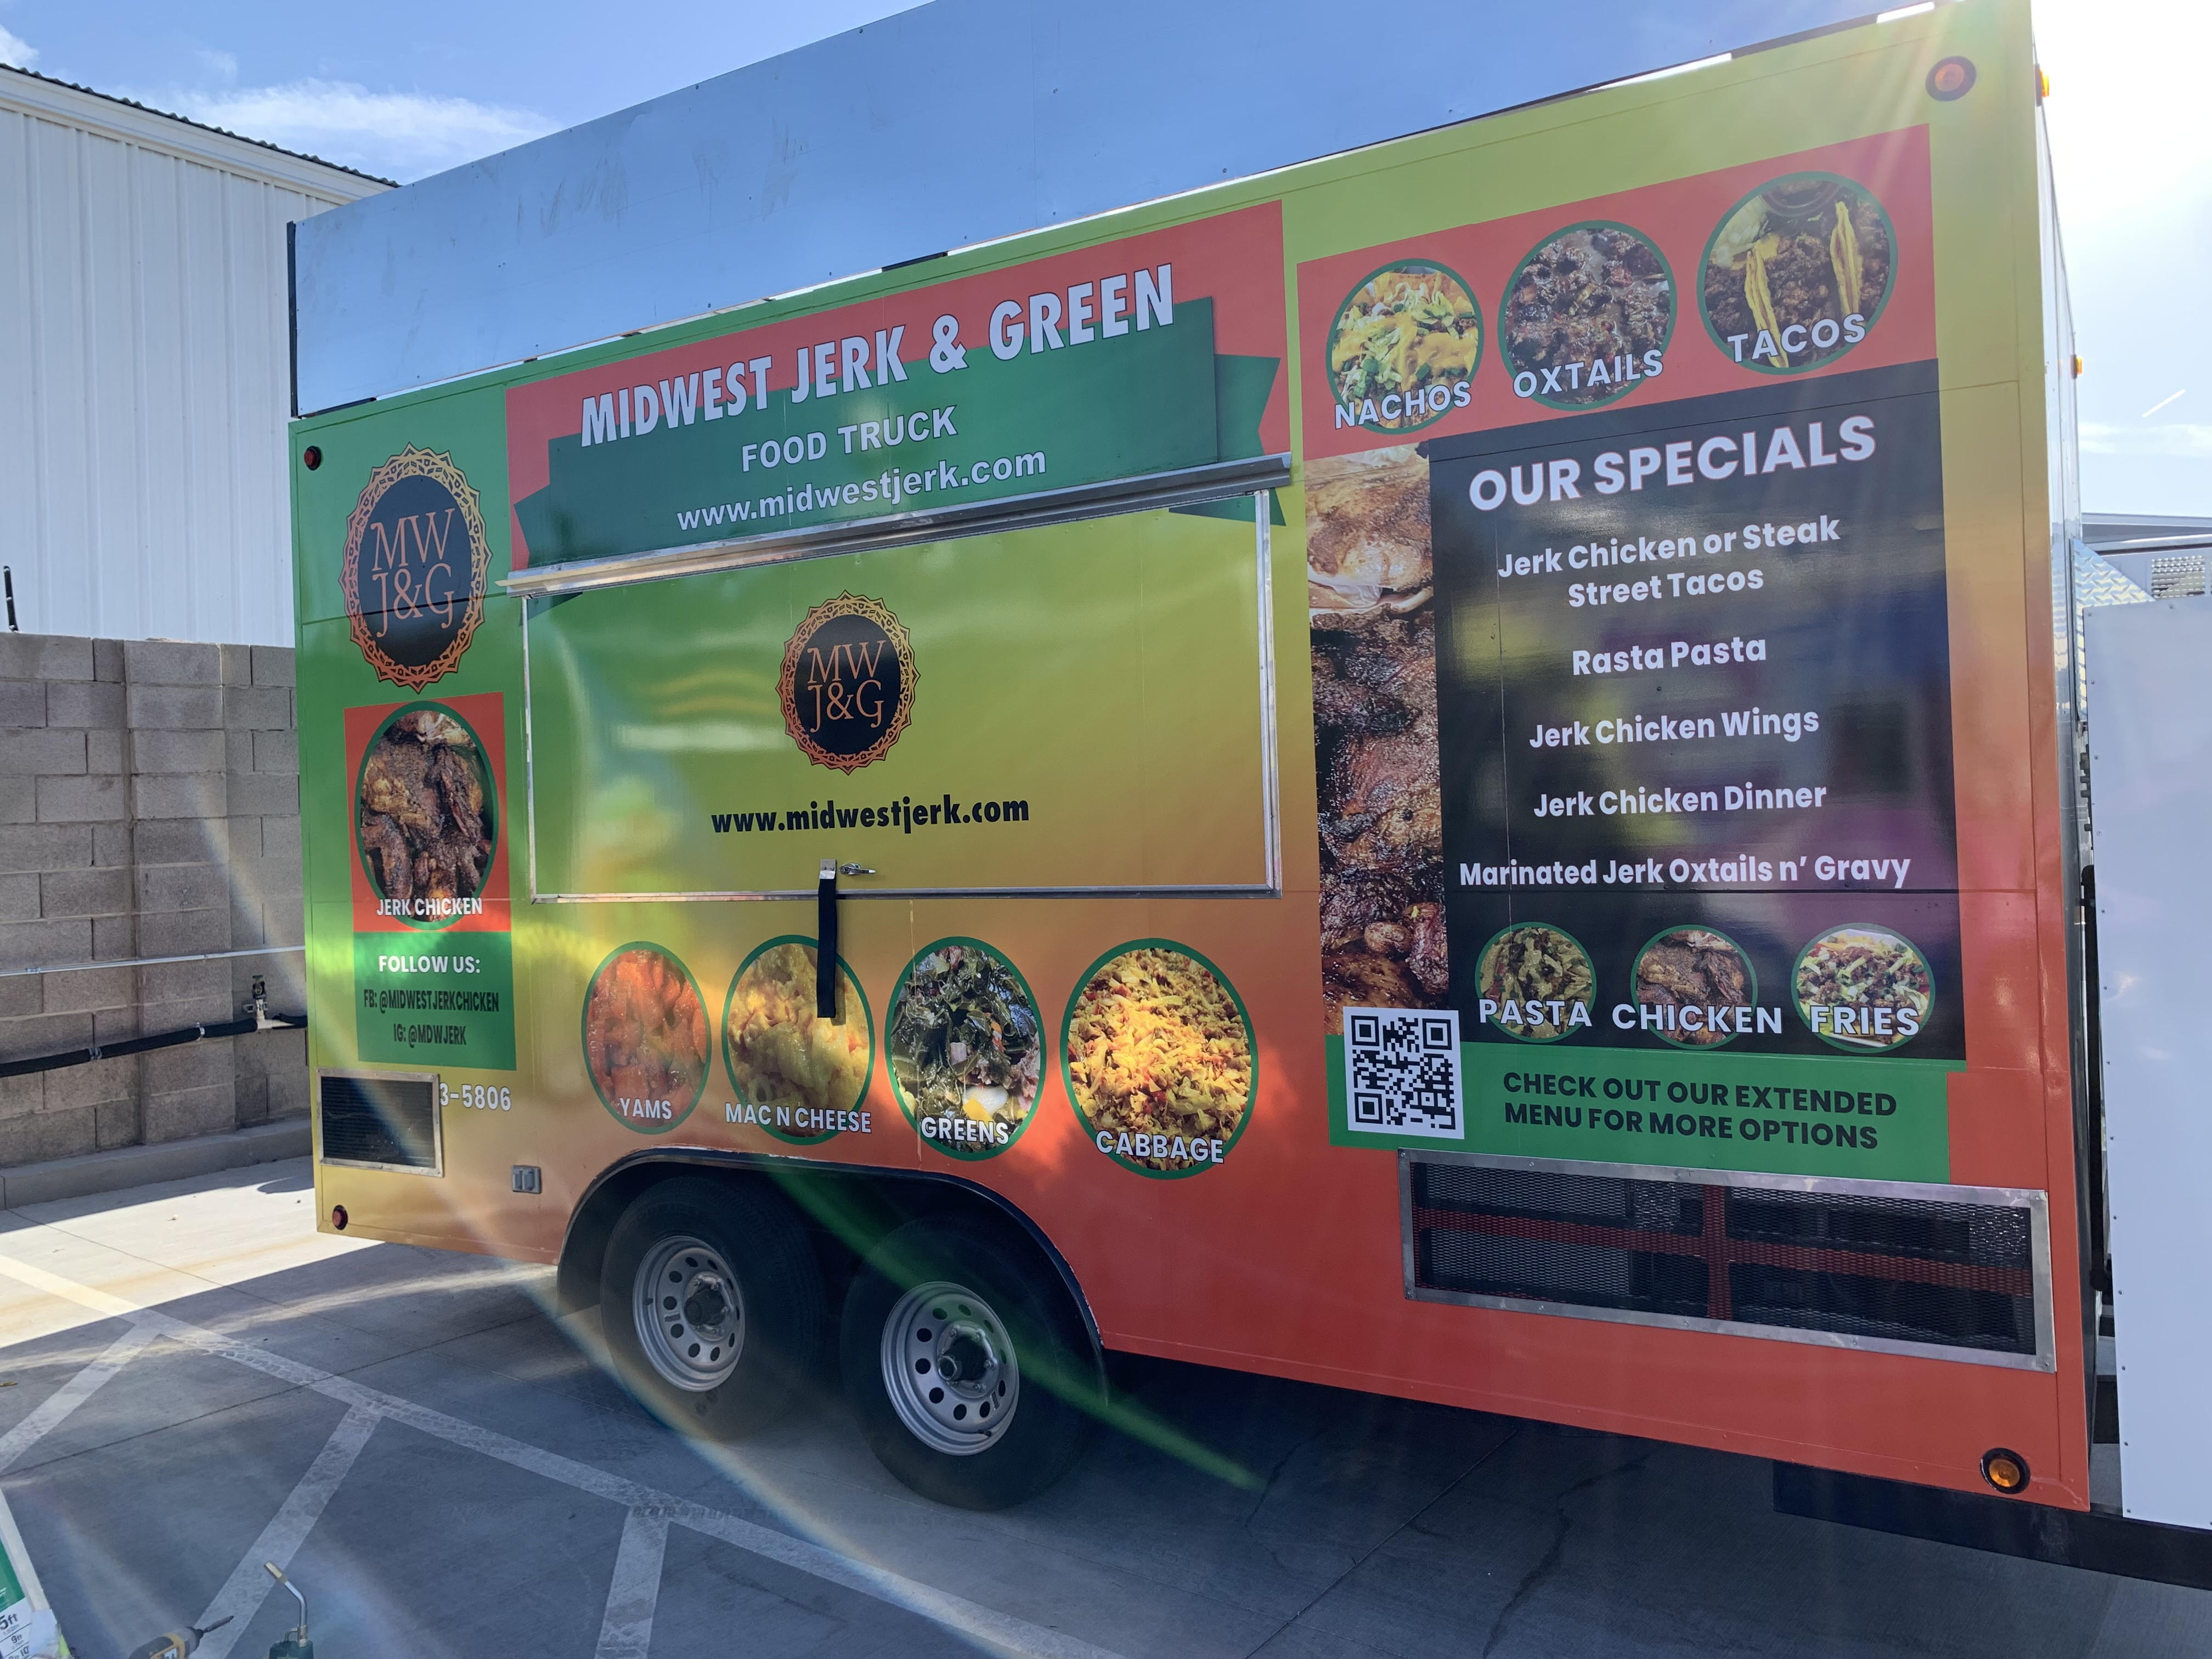 MIDWEST JERK & GREEN
FOOD TRUCK
www.midwestjerk.com
MW
J&G
MW
J&G
www.midwestjerk.com
JERK CHICKEN
FOLLOW US:
FB: @MIDWESTJERKCHICKEN
IG: @MDWJERK
3-5806
YAMS
MAC N CHEESE
GREENS
CABBAGE
NACHOS
OXTAILS
TACOS
OUR SPECIALS
Jerk Chicken or Steak
Street Tacos
Rasta Pasta
Jerk Chicken Wings
Jerk Chicken Dinner
Marinated Jerk Oxtails n' Gravy
PASTA
CHICKEN
FRIES
CHECK OUT OUR EXTENDED
MENU FOR MORE OPTIONS
5ft